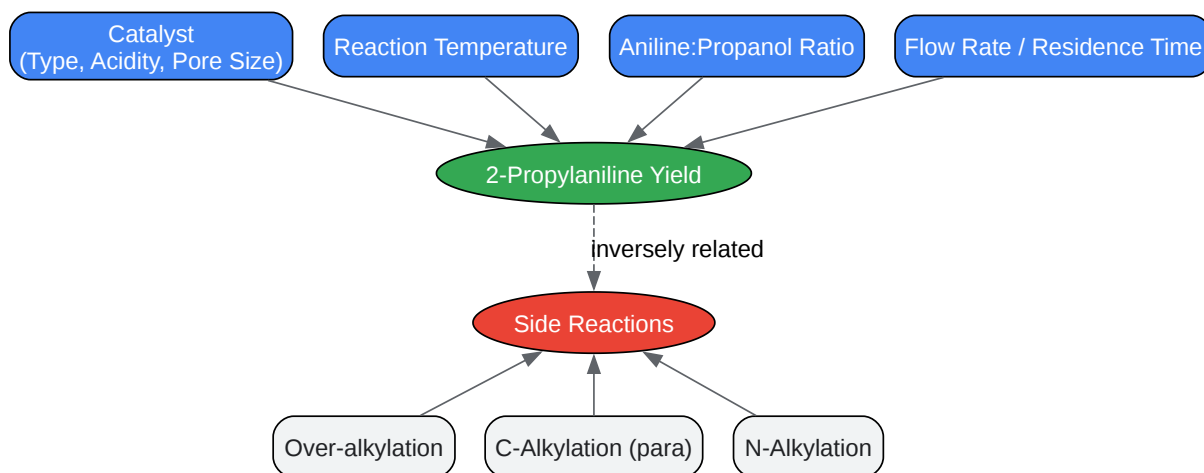 Catalyst
(Type, Acidity, Pore Size)
Reaction Temperature
Aniline:Propanol Ratio
Flow Rate / Residence Time
2-Propylaniline Yield
inversely related
Side Reactions
Over-alkylation
C-Alkylation (para)
N-Alkylation